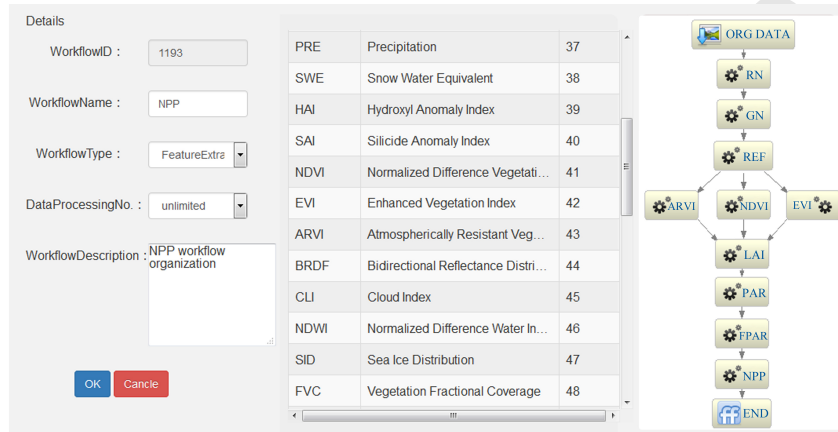 Details
WorkflowID : 1193
WorkflowName : NPP
WorkflowType : FeatureExtra
DataProcessingNo. : unlimited
WorkflowDescription : NPP workflow
organization
OK Cancle
PRE Precipitation 37
SWE Snow Water Equivalent 38
HAI Hydroxyl Anomaly Index 39
SAI Silicide Anomaly Index 40
NDVI Normalized Difference Vegetati... 41
EVI Enhanced Vegetation Index 42
ARVI Atmospherically Resistant Veg... 43
BRDF Bidirectional Reflectance Distri... 44
CLI Cloud Index 45
NDWI Normalized Difference Water In... 46
SID Sea Ice Distribution 47
FVC Vegetation Fractional Coverage 48
ORG DATA
RN
GN
REF
ARVI NDVI EVI
LAI
PAR
FPAR
NPP
END